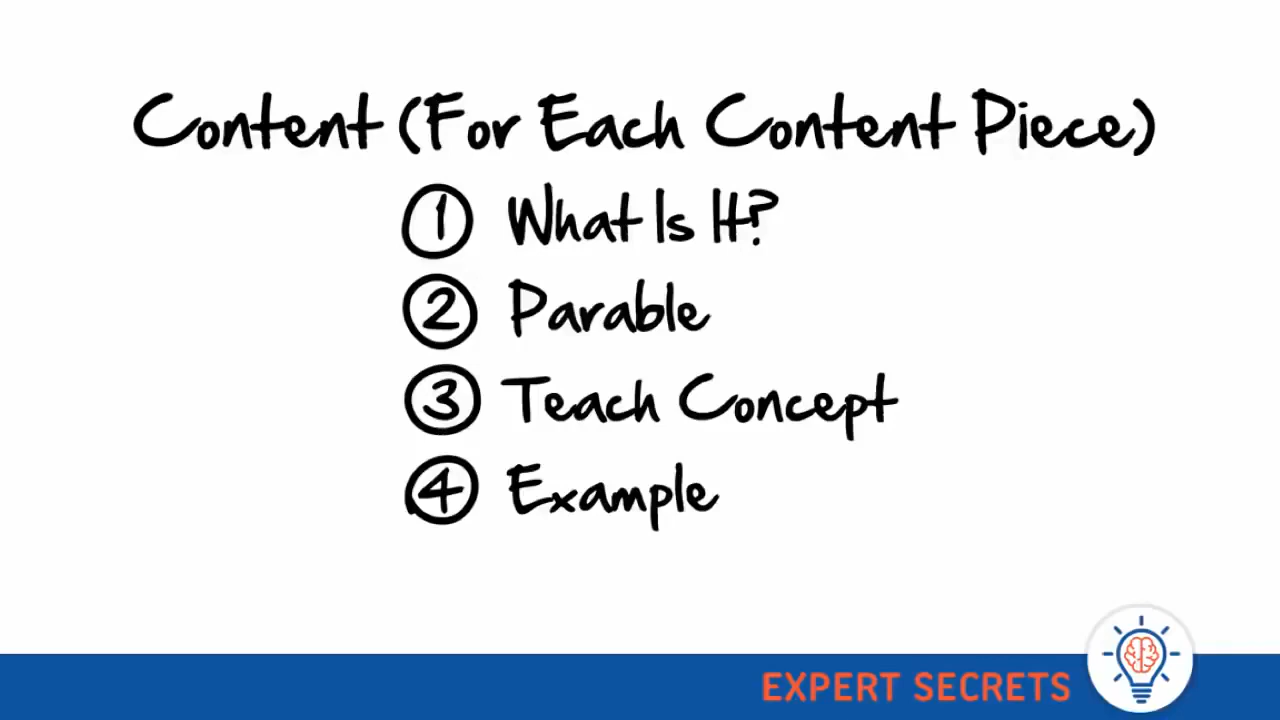 Content (For Each Content Piece)
1 What Is It?
2 Parable
3 Teach Concept
4 Example
EXPERT SECRETS